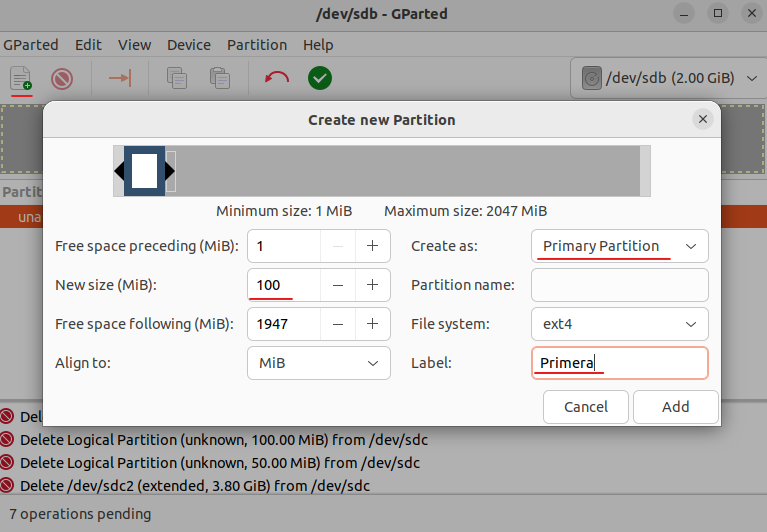 /dev/sdb - GParted
GParted Edit View Device Partition Help
/dev/sdb (2.00 GiB)
Create new Partition
Minimum size: 1 MiB Maximum size: 2047 MiB
Free space preceding (MiB): 1 Create as: Primary Partition
New size (MiB): 100 Partition name:
Free space following (MiB): 1947 File system: ext4
Align to: MiB Label: Primera
Cancel Add
Partit
una
Del
Delete Logical Partition (unknown, 100.00 MiB) from /dev/sdc
Delete Logical Partition (unknown, 50.00 MiB) from /dev/sdc
Delete /dev/sdc2 (extended, 3.80 GiB) from /dev/sdc
7 operations pending